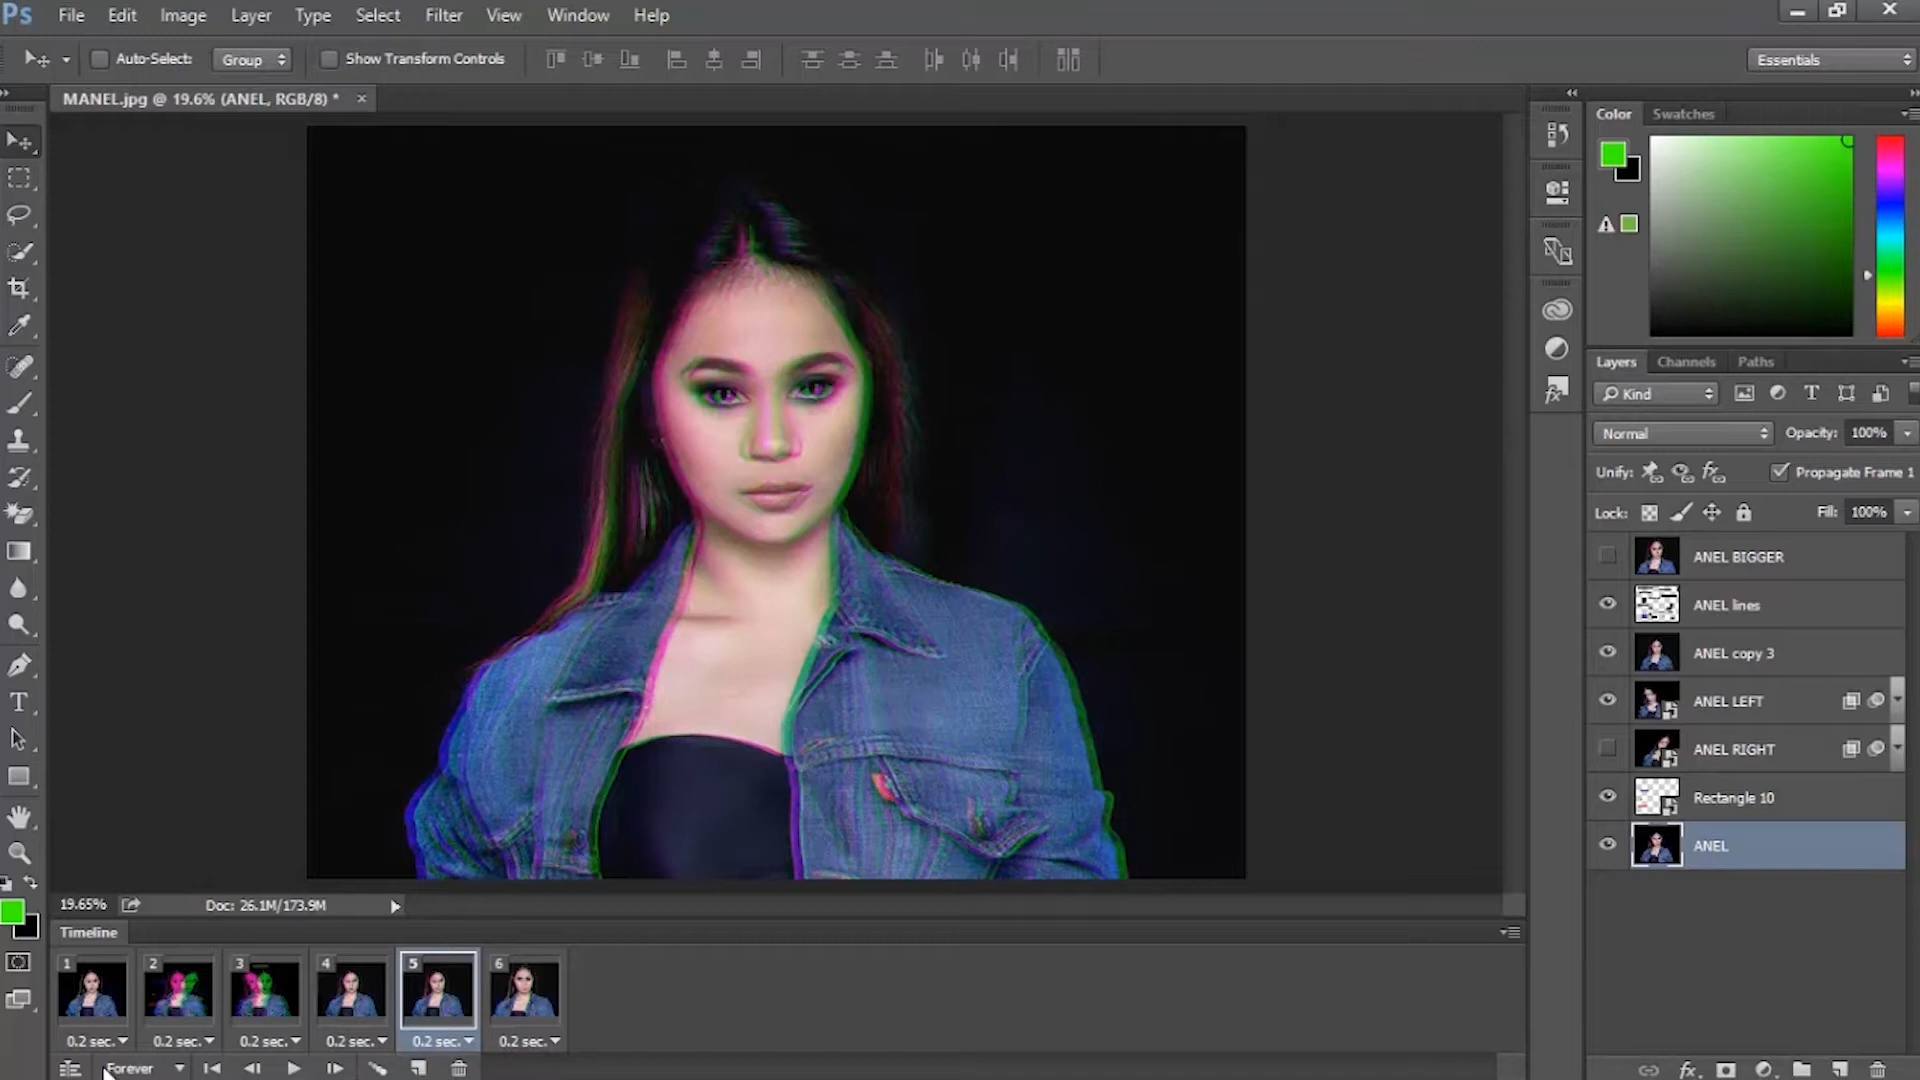 Ps File Edit Image Layer Type Select Filter View Window Help
Auto-Select: Group Show Transform Controls Essentials
MANEL.jpg @ 19.6% (ANEL, RGB/8) * ×
Color Swatches
Layers Channels Paths
Kind T
Normal Opacity: 100%
Unify: Propagate Frame 1
Lock: Fill: 100%
ANEL BIGGER
ANEL lines
ANEL copy 3
ANEL LEFT
ANEL RIGHT
Rectangle 10
ANEL
19.65% Doc: 26.1M/173.9M
Timeline
1 2 3 4 5 6
0.2 sec. 0.2 sec. 0.2 sec. 0.2 sec. 0.2 sec. 0.2 sec.
Forever
fx